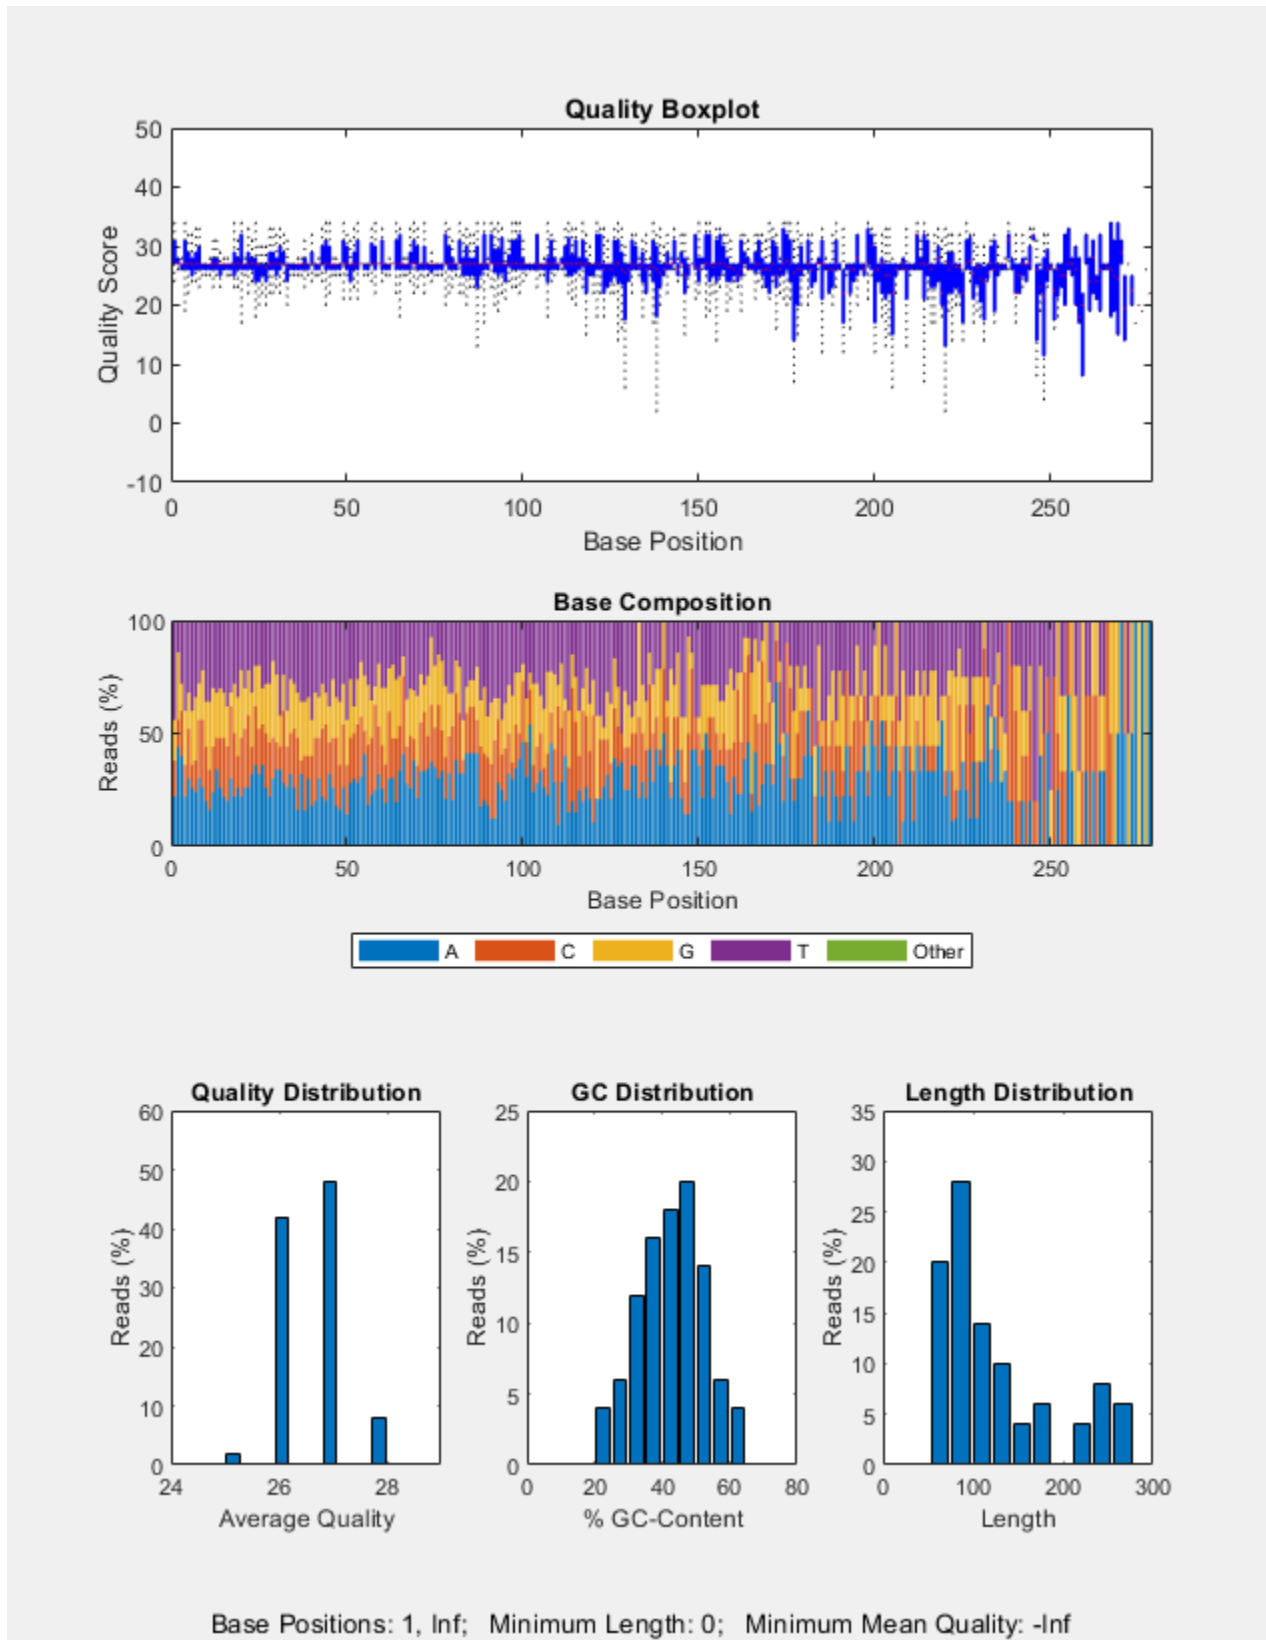 Quality Boxplot
50
40
30
20
10
0
-10
Quality Score
0 50 100 150 200 250
Base Position
Base Composition
100
50
0
Reads (%)
0 50 100 150 200 250
Base Position
A C G T Other
Quality Distribution
60
50
40
30
20
10
0
Reads (%)
24 26 28
Average Quality
GC Distribution
25
20
15
10
5
0
Reads (%)
0 20 40 60 80
% GC-Content
Length Distribution
35
30
25
20
15
10
5
0
Reads (%)
0 100 200 300
Length
Base Positions: 1, Inf; Minimum Length: 0; Minimum Mean Quality: -Inf